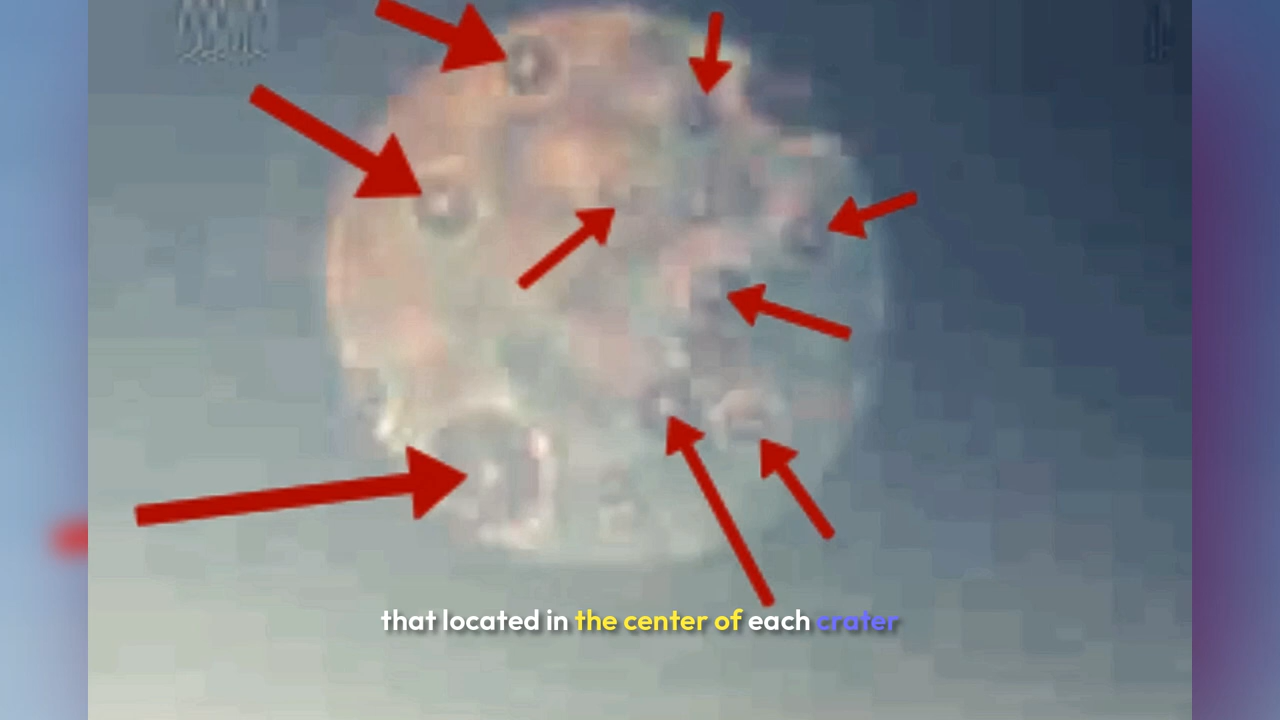 that located in the center of each crater